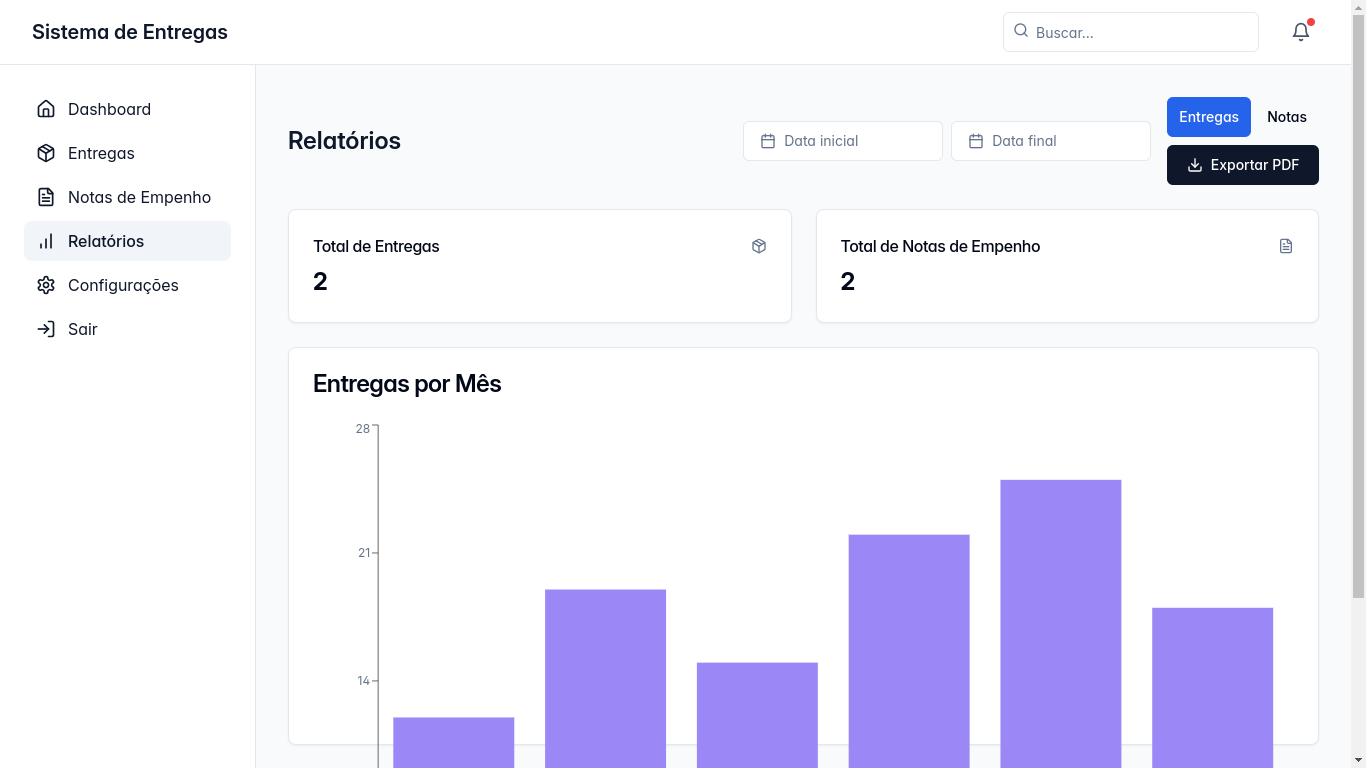 Sistema de Entregas
Buscar...
Dashboard
Entregas
Notas de Empenho
Relatórios
Configurações
Sair
Relatórios
Data inicial
Data final
Entregas
Notas
Exportar PDF
Total de Entregas
2
Total de Notas de Empenho
2
Entregas por Mês
28
21
14